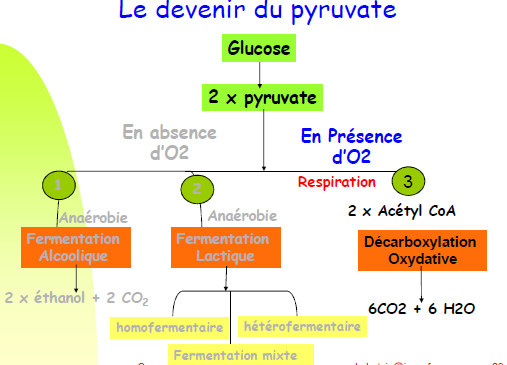 Le devenir du pyruvate
Glucose
2 x pyruvate
En absence
d'O2
En Présence
d'O2
Respiration
1
2
3
Anaérobie
Anaérobie
2 x Acétyl CoA
Fermentation
Alcoolique
Fermentation
Lactique
Décarboxylation
Oxydative
2 x éthanol + 2 CO2
6CO2 + 6 H2O
homofermentaire
hétérofermentaire
Fermentation mixte